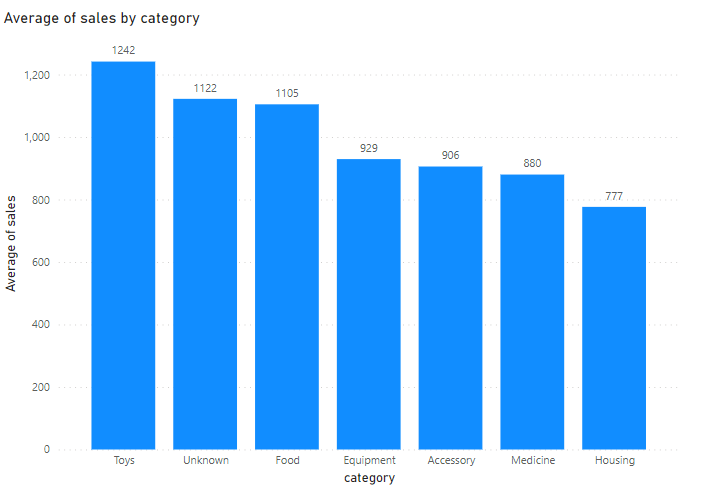 Average of sales by category
Average of sales
1,200
1,000
800
600
400
200
0
1242
1122
1105
929
906
880
777
Toys
Unknown
Food
Equipment
Accessory
Medicine
Housing
category